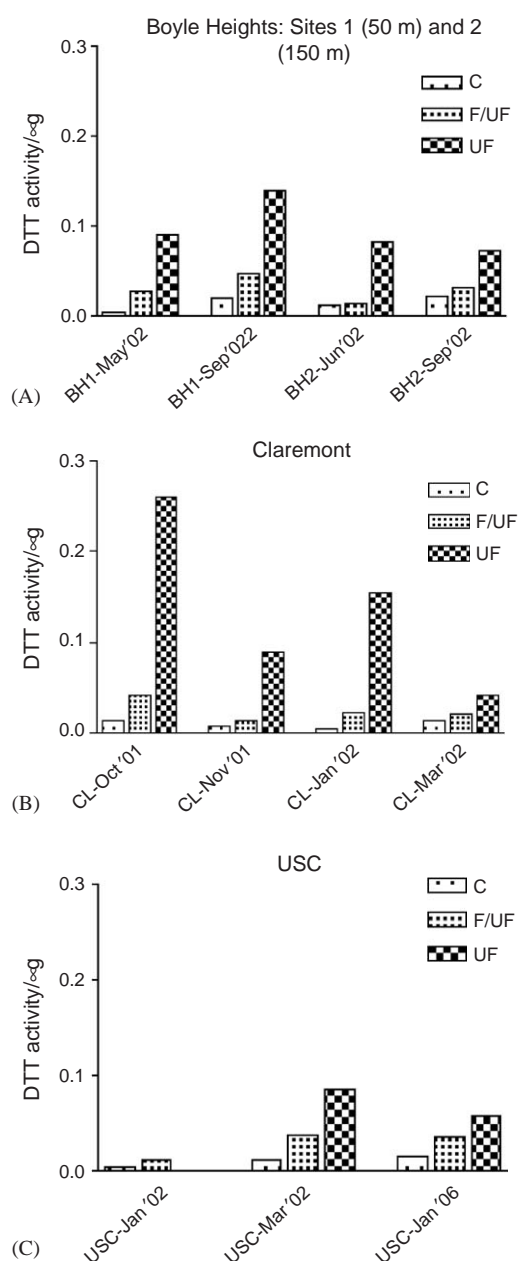 Boyle Heights: Sites 1 (50 m) and 2
(150 m)
0.3
C
F/UF
UF
0.2
DTT activity/∝g
0.1
0.0
BH1-May′02
BH1-Sep′022
BH2-Jun′02
BH2-Sep′02
(A)
Claremont
0.3
C
F/UF
UF
0.2
DTT activity/∝g
0.1
0.0
CL-Oct′01
CL-Nov′01
CL-Jan′02
CL-Mar′02
(B)
USC
0.3
C
F/UF
UF
0.2
DTT activity/∝g
0.1
0.0
USC-Jan′02
USC-Mar′02
USC-Jan′06
(C)